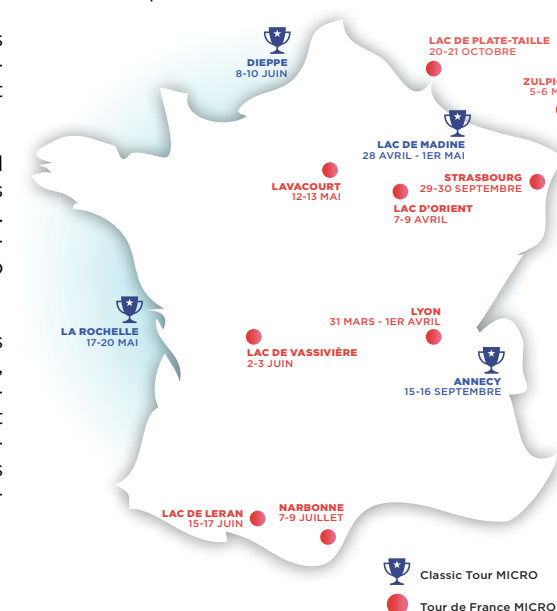 LAC DE PLATE-TAILLE
20-21 OCTOBRE
DIEPPE
8-10 JUIN
LAC DE MADINE
28 AVRIL - 1ER MAI
STRASBOURG
29-30 SEPTEMBRE
LAVACOURT
12-13 MAI
LAC D'ORIENT
7-9 AVRIL
LYON
31 MARS - 1ER AVRIL
LA ROCHELLE
17-20 MAI
LAC DE VASSIVIÈRE
2-3 JUIN
ANNECY
15-16 SEPTEMBRE
LAC DE LERAN
15-17 JUIN
NARBONNE
7-9 JUILLET
Classic Tour MICRO
Tour de France MICRO